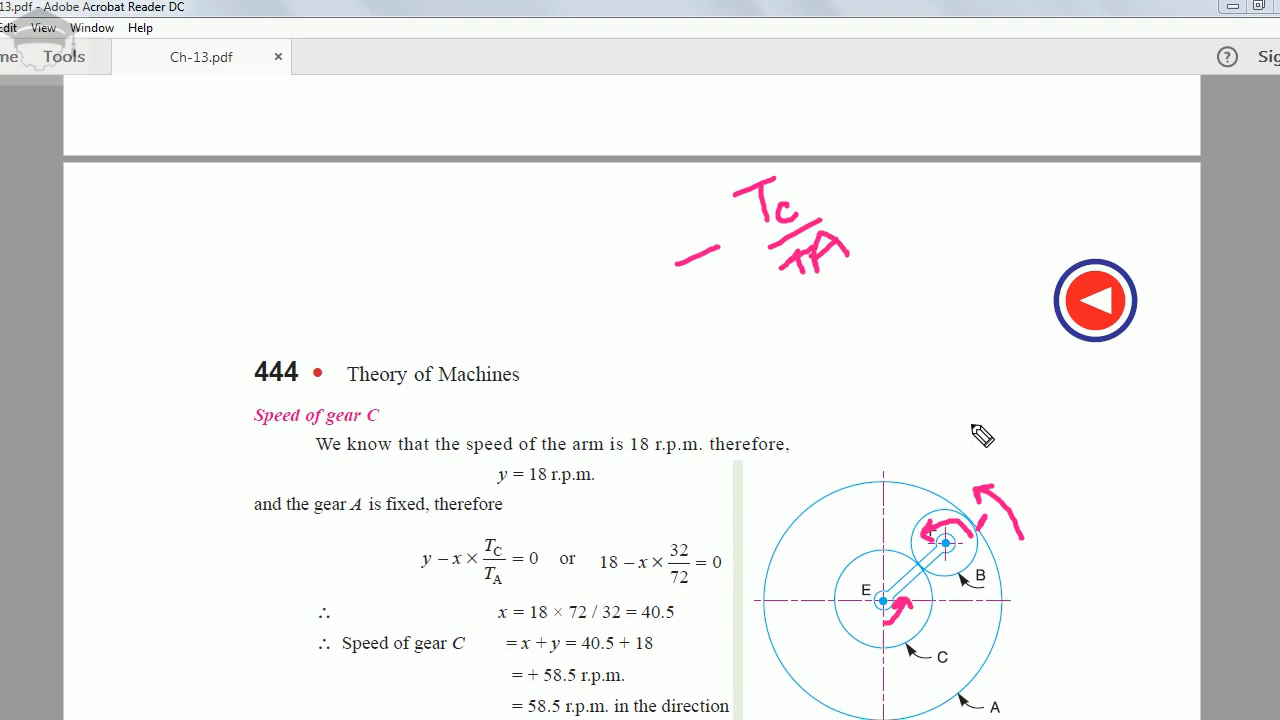 13.pdf - Adobe Acrobat Reader DC
Edit View Window Help
me Tools Ch-13.pdf × ? Sig
− TC/TA
444 • Theory of Machines
Speed of gear C
We know that the speed of the arm is 18 r.p.m. therefore,
y = 18 r.p.m.
and the gear A is fixed, therefore
y − x × TC/TA = 0 or 18 − x × 32/72 = 0
∴ x = 18 × 72 / 32 = 40.5
∴ Speed of gear C = x + y = 40.5 + 18
= + 58.5 r.p.m.
= 58.5 r.p.m. in the direction
E
B
C
A